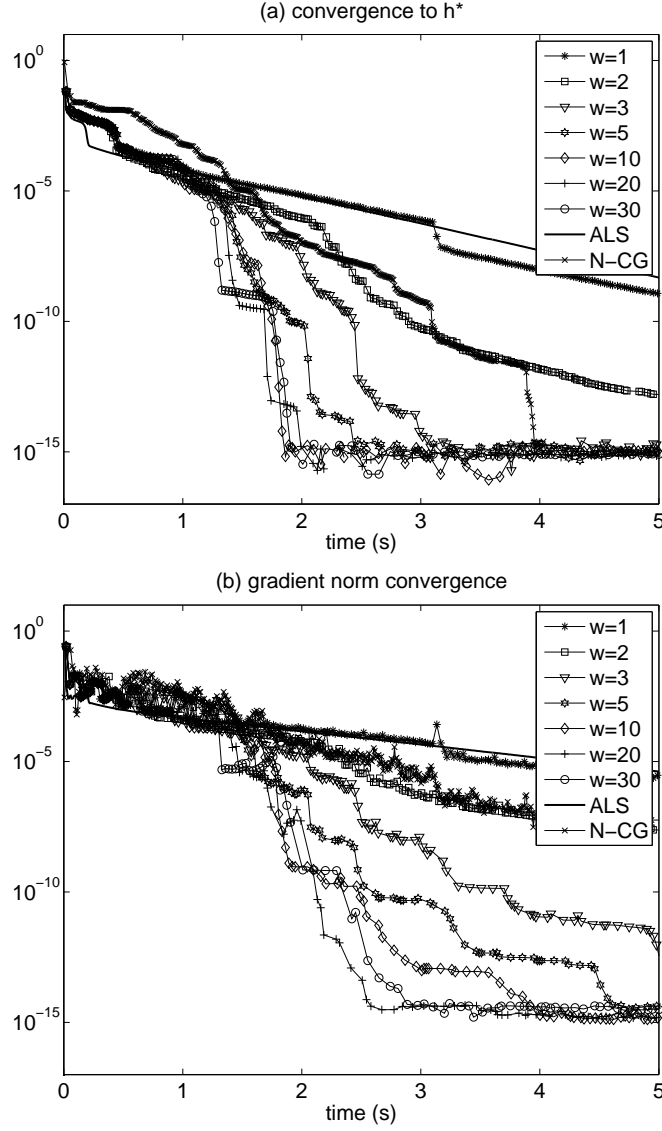 (a) convergence to h*
10^0
10^-5
10^-10
10^-15
w=1
w=2
w=3
w=5
w=10
w=20
w=30
ALS
N-CG
0 1 2 3 4 5
time (s)
(b) gradient norm convergence
10^0
10^-5
10^-10
10^-15
w=1
w=2
w=3
w=5
w=10
w=20
w=30
ALS
N-CG
0 1 2 3 4 5
time (s)